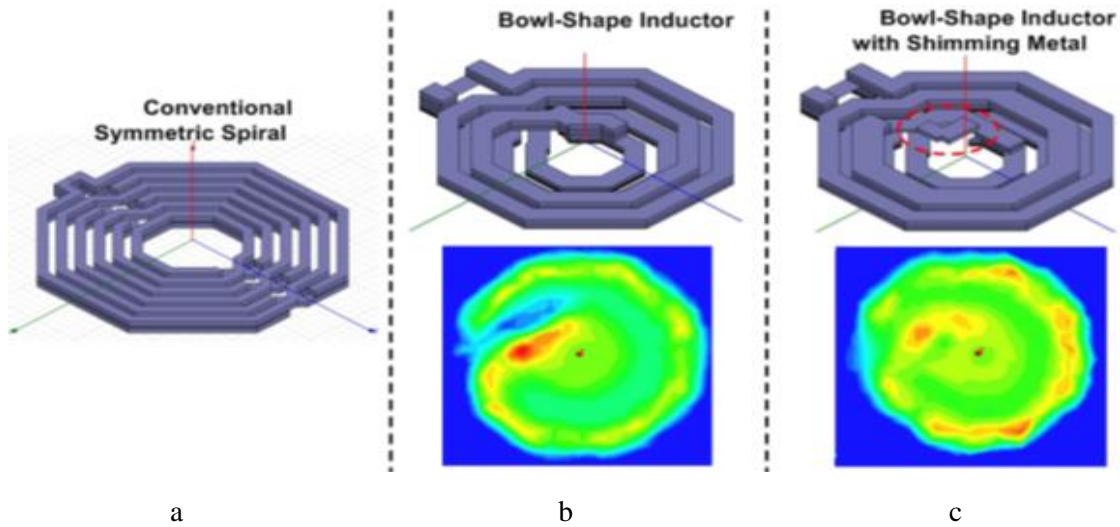 Conventional
Symmetric Spiral
Bowl-Shape Inductor
Bowl-Shape Inductor
with Shimming Metal
a
b
c